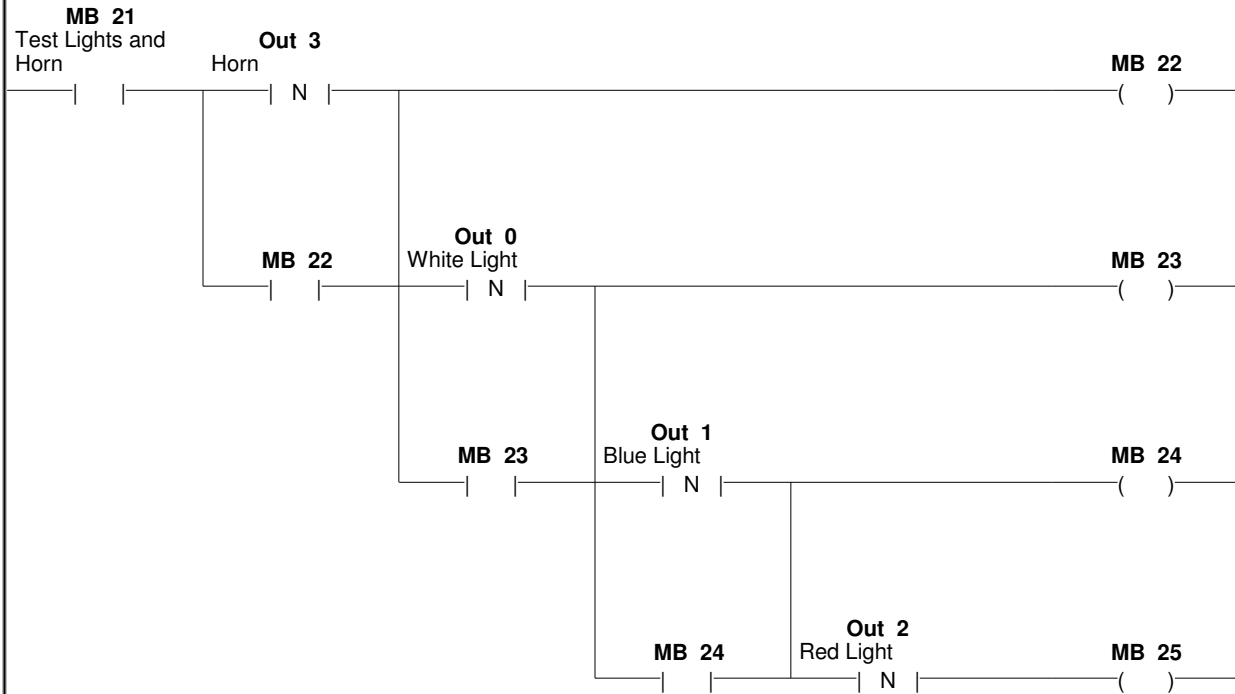 MB 21
Test Lights and
Horn
Out 3
Horn
N
MB 22
MB 22
Out 0
White Light
N
MB 23
MB 23
Out 1
Blue Light
N
MB 24
MB 24
Out 2
Red Light
N
MB 25